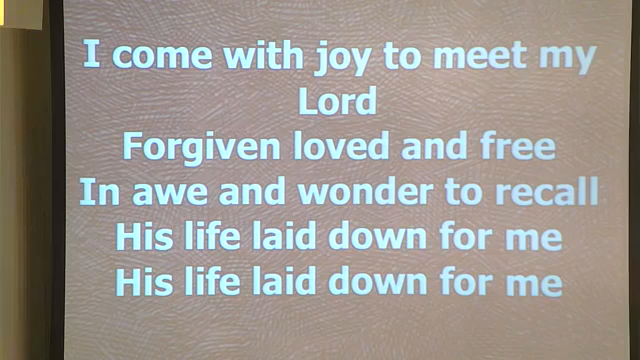 I come with joy to meet my
Lord
Forgiven loved and free
In awe and wonder to recall
His life laid down for me
His life laid down for me